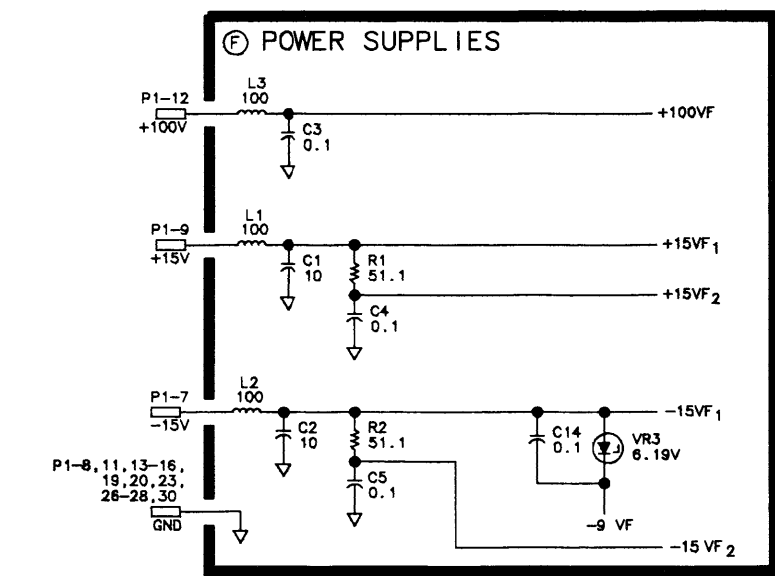 F POWER SUPPLIES
L3
100
P1-12
+100V
C3
0.1
+100VF
L1
100
P1-9
+15V
C1
10
R1
51.1
+15VF1
C4
0.1
+15VF2
L2
100
P1-7
-15V
C2
10
R2
51.1
C14
0.1
VR3
6.19V
-15VF1
C5
0.1
P1-8,11,13-16,
19,20,23,
26-28,30
GND
-9 VF
-15 VF2